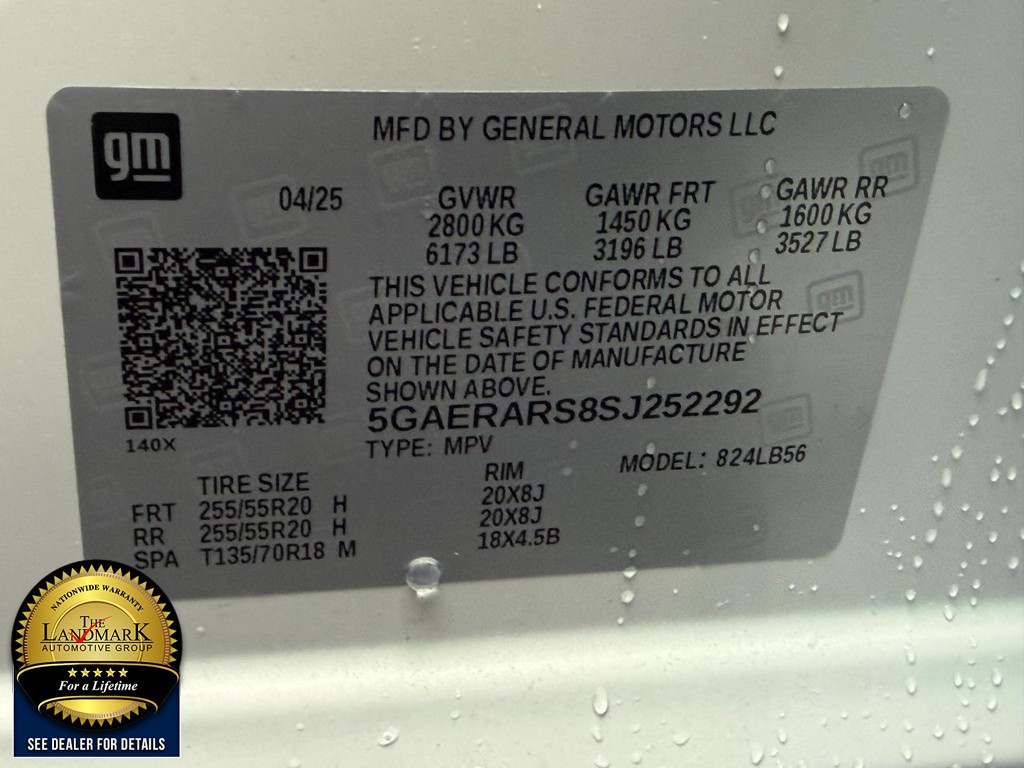 gm
MFD BY GENERAL MOTORS LLC
04/25 GVWR GAWR FRT GAWR RR
2800 KG 1450 KG 1600 KG
6173 LB 3196 LB 3527 LB
THIS VEHICLE CONFORMS TO ALL
APPLICABLE U.S. FEDERAL MOTOR
VEHICLE SAFETY STANDARDS IN EFFECT
ON THE DATE OF MANUFACTURE
SHOWN ABOVE.
5GAERARS8SJ252292
140X
TYPE: MPV MODEL: 824LB56
TIRE SIZE RIM
FRT 255/55R20 H 20X8J
RR 255/55R20 H 20X8J
SPA T135/70R18 M 18X4.5B
NATIONWIDE WARRANTY
THE
LANDMARK
AUTOMOTIVE GROUP
For a Lifetime
SEE DEALER FOR DETAILS